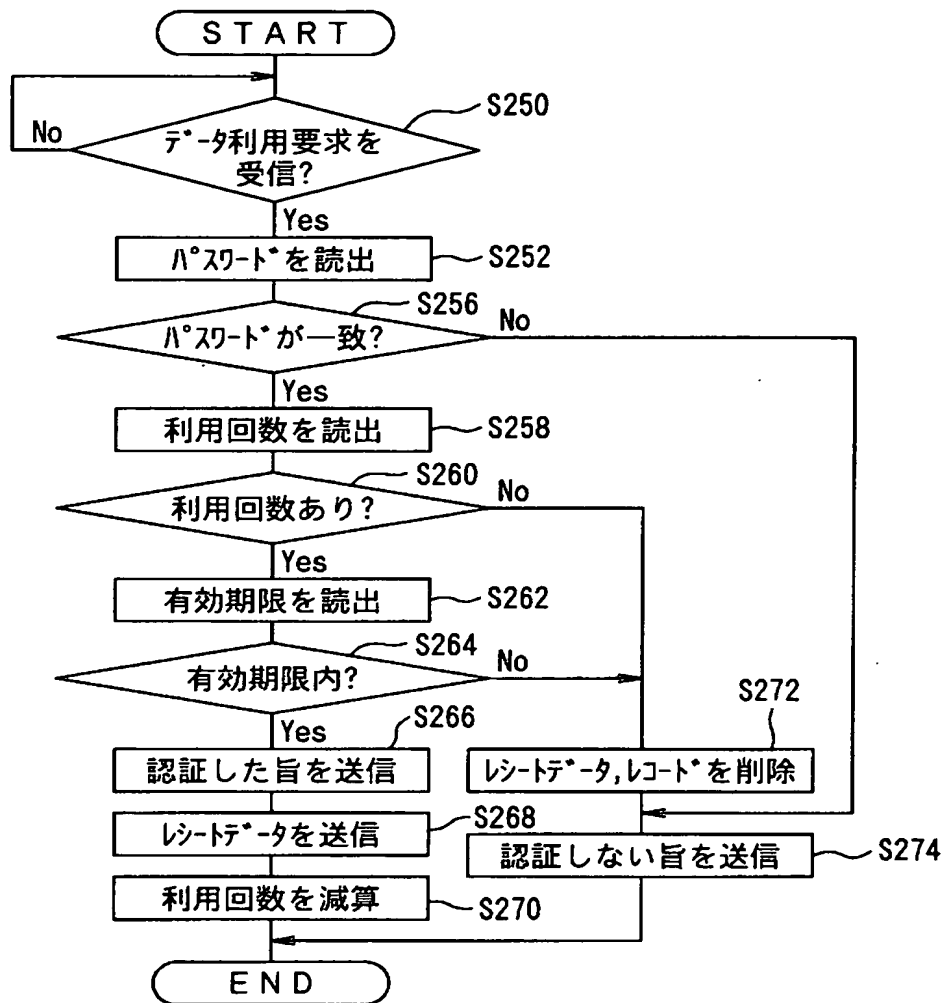 START
S250
No
データ利用要求を
受信?
Yes
パスワードを読出
S252
S256
パスワードが一致?
No
Yes
利用回数を読出
S258
S260
利用回数あり?
No
Yes
有効期限を読出
S262
S264
有効期限内?
No
Yes
S266
S272
認証した旨を送信
レシートデータ,レコードを削除
レシートデータを送信
S268
認証しない旨を送信
S274
利用回数を減算
S270
END